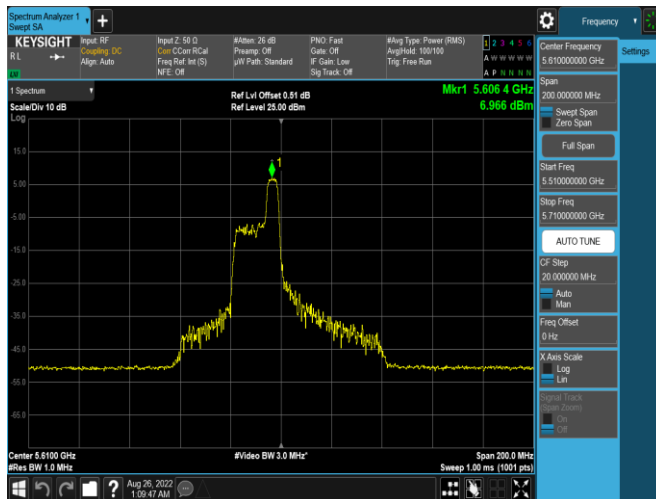 Spectrum Analyzer 1
Swept SA
Frequency
KEYSIGHT
R L
Input: RF
Coupling: DC
Align: Auto
Input Z: 50 Ω
Corr CCorr RCal
Freq Ref: Int (S)
NFE: Off
#Atten: 26 dB
Preamp: Off
µW Path: Standard
PNO: Fast
Gate: Off
IF Gain: Low
Sig Track: Off
#Avg Type: Power (RMS)
Avg|Hold: 100/100
Trig: Free Run
1 2 3 4 5 6
A W W W W W
A P N N N N
1 Spectrum
Scale/Div 10 dB
Log
Ref Lvl Offset 0.51 dB
Ref Level 25.00 dBm
Mkr1 5.606 4 GHz
6.966 dBm
15.0
5.00
-5.00
-15.0
-25.0
-35.0
-45.0
-55.0
-65.0
1
Center 5.6100 GHz
#Res BW 1.0 MHz
#Video BW 3.0 MHz*
Span 200.0 MHz
Sweep 1.00 ms (1001 pts)
Aug 26, 2022
1:09:47 AM
?
Center Frequency
5.610000000 GHz
Settings
Span
200.000000 MHz
Swept Span
Zero Span
Full Span
Start Freq
5.510000000 GHz
Stop Freq
5.710000000 GHz
AUTO TUNE
CF Step
20.000000 MHz
Auto
Man
Freq Offset
0 Hz
X Axis Scale
Log
Lin
Signal Track
(Span Zoom)
On
Off